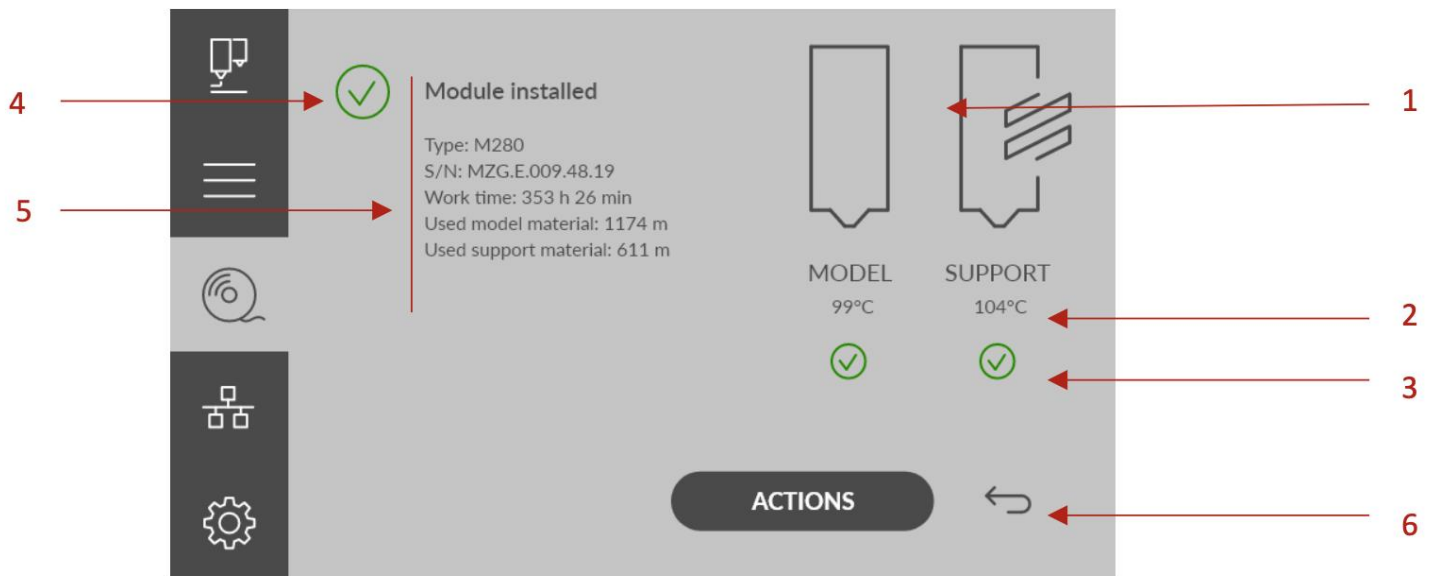 4
5
Module installed
Type: M280
S/N: MZG.E.009.48.19
Work time: 353 h 26 min
Used model material: 1174 m
Used support material: 611 m
MODEL
99°C
SUPPORT
104°C
ACTIONS
1
2
3
6